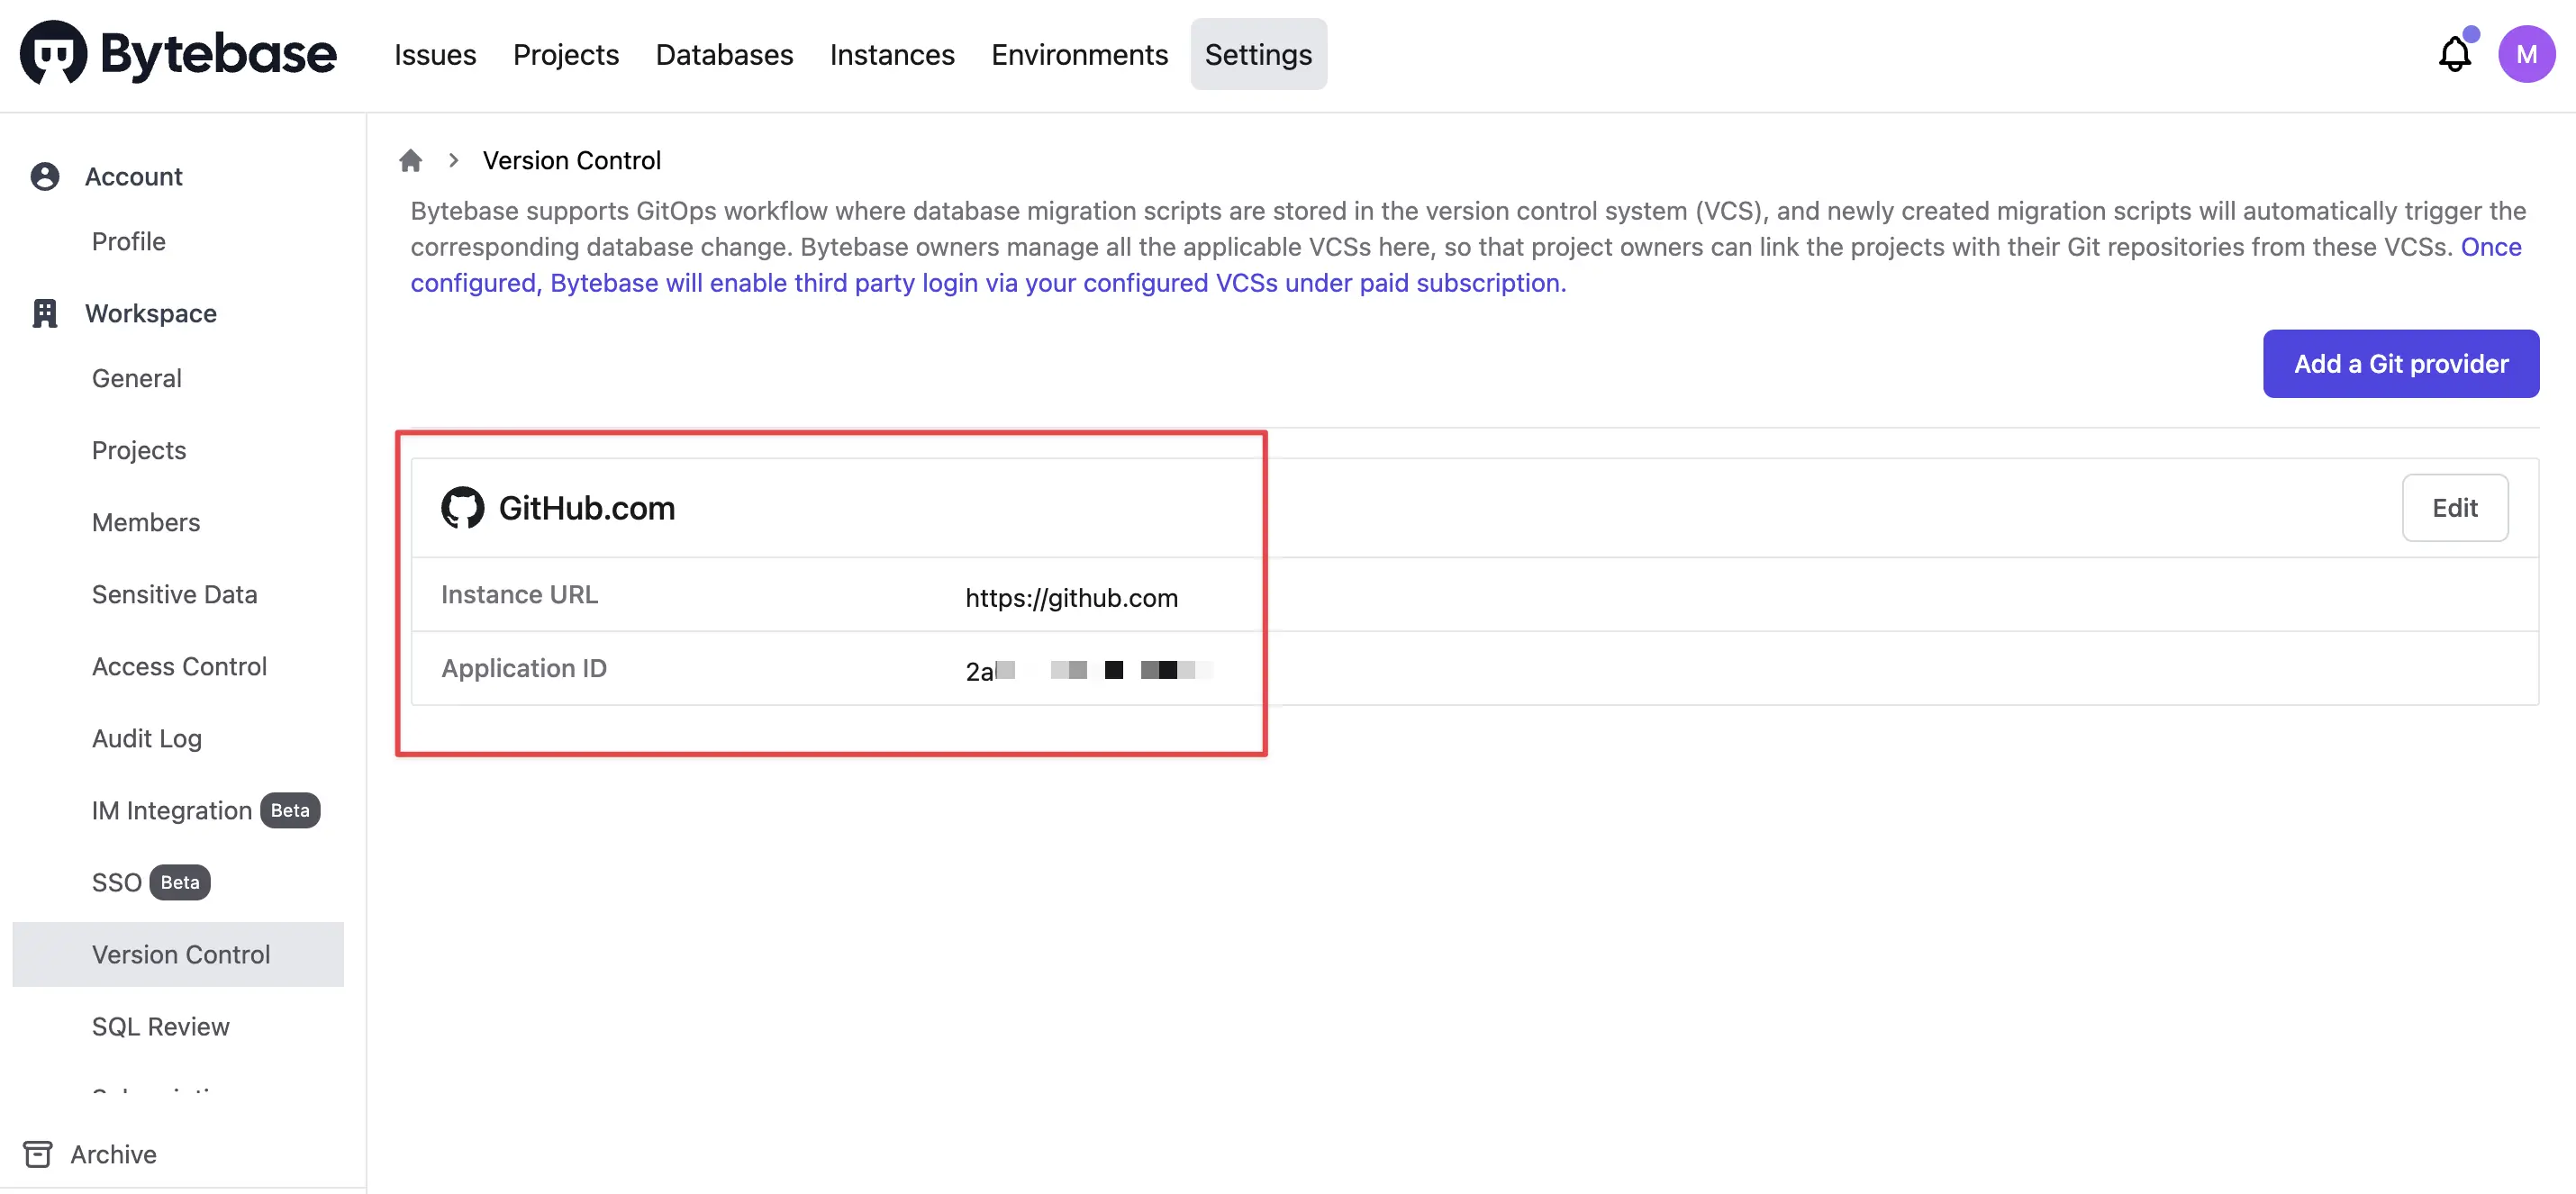 Bytebase
Issues
Projects
Databases
Instances
Environments
Settings
M
Account
Profile
Workspace
General
Projects
Members
Sensitive Data
Access Control
Audit Log
IM Integration Beta
SSO Beta
Version Control
SQL Review
Archive
Version Control
Bytebase supports GitOps workflow where database migration scripts are stored in the version control system (VCS), and newly created migration scripts will automatically trigger the
corresponding database change. Bytebase owners manage all the applicable VCSs here, so that project owners can link the projects with their Git repositories from these VCSs. Once
configured, Bytebase will enable third party login via your configured VCSs under paid subscription.
Add a Git provider
GitHub.com
Edit
Instance URL
https://github.com
Application ID